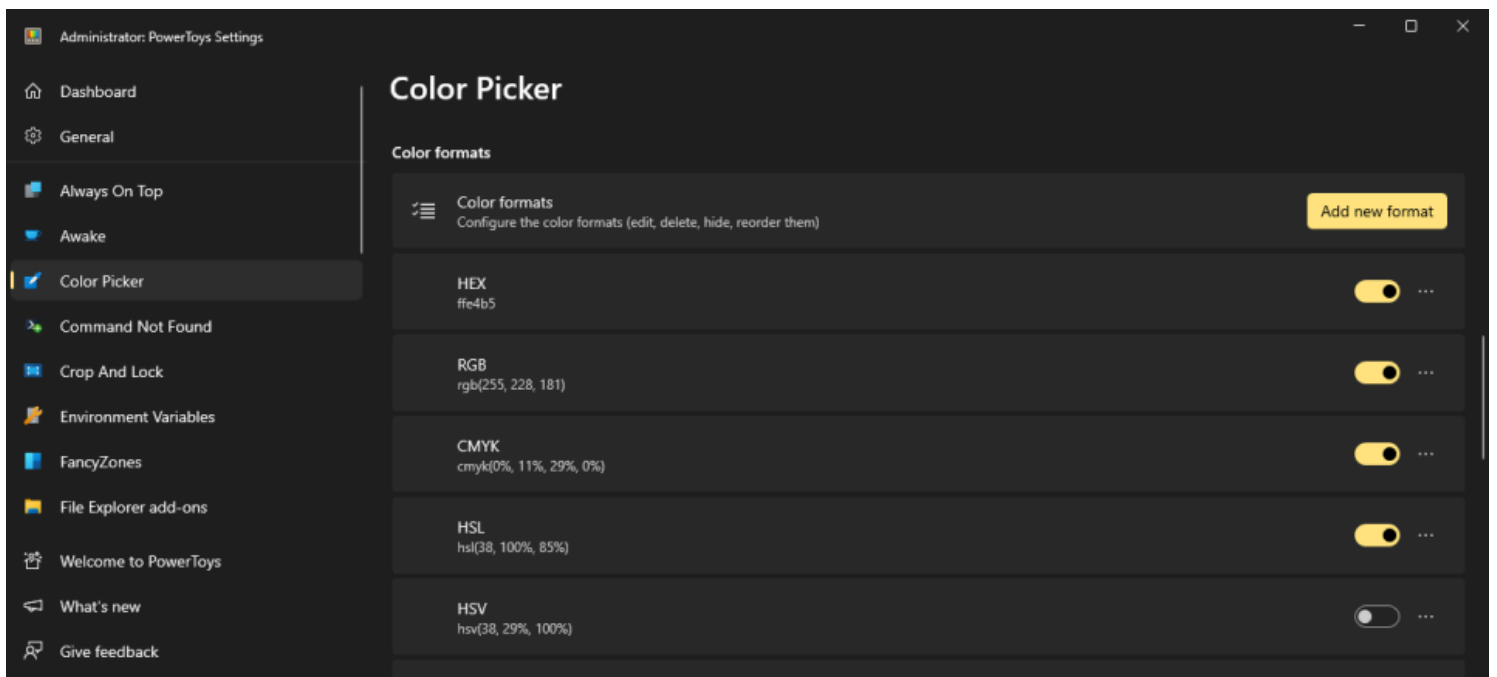 Administrator: PowerToys Settings
Dashboard
General
Always On Top
Awake
Color Picker
Command Not Found
Crop And Lock
Environment Variables
FancyZones
File Explorer add-ons
Welcome to PowerToys
What's new
Give feedback
Color Picker
Color formats
Color formats
Configure the color formats (edit, delete, hide, reorder them)
Add new format
HEX
ffe4b5
RGB
rgb(255, 228, 181)
CMYK
cmyk(0%, 11%, 29%, 0%)
HSL
hsl(38, 100%, 85%)
HSV
hsv(38, 29%, 100%)